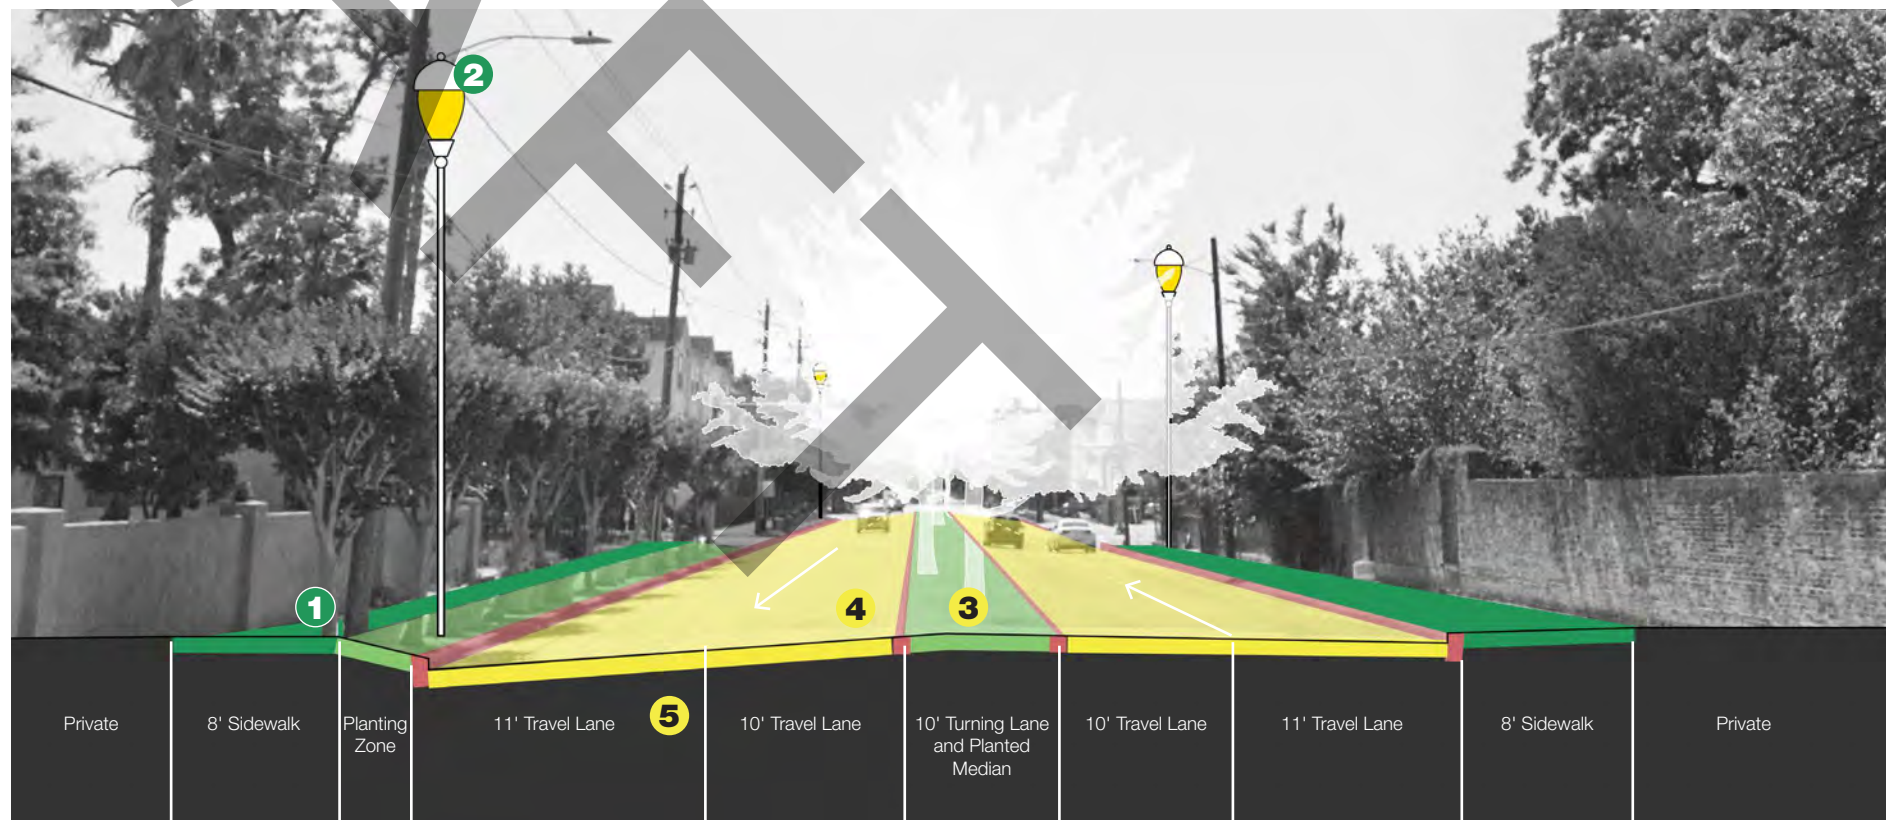 2
1
4
3
5
Private
8' Sidewalk
Planting
Zone
11' Travel Lane
10' Travel Lane
10' Turning Lane
and Planted
Median
10' Travel Lane
11' Travel Lane
8' Sidewalk
Private